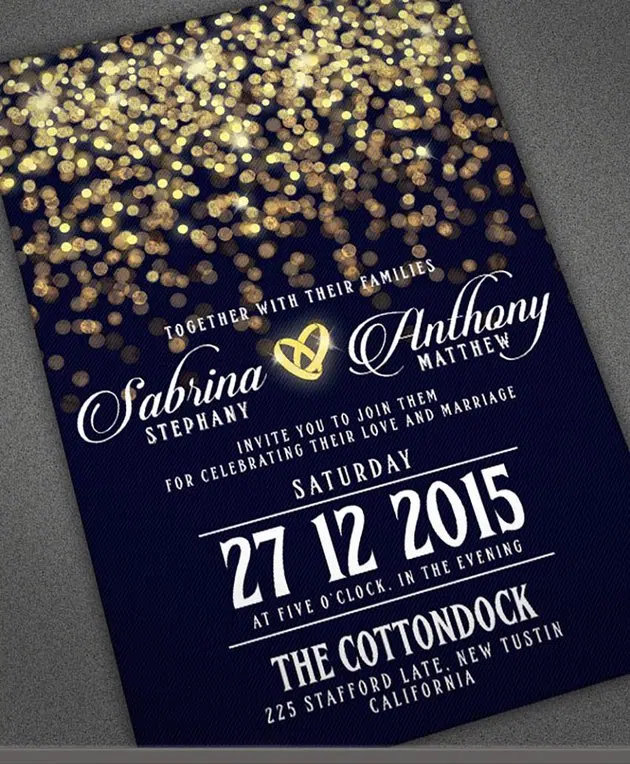 TOGETHER WITH THEIR FAMILIES
Sabrina Anthony
STEPHANY MATTHEW
INVITE YOU TO JOIN THEM
FOR CELEBRATING THEIR LOVE AND MARRIAGE
SATURDAY
27 12 2015
AT FIVE O'CLOCK, IN THE EVENING
THE COTTONDOCK
225 STAFFORD LATE, NEW TUSTIN
CALIFORNIA